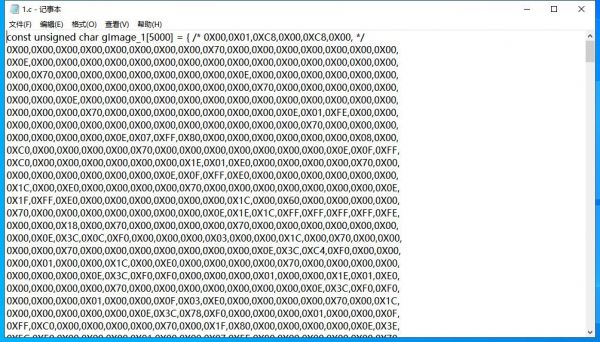 1.c - 记事本
文件(F) 编辑(E) 格式(O) 查看(V) 帮助(H)
const unsigned char gImage_1[5000] = { /* 0X00,0X01,0XC8,0X00,0XC8,0X00, */
0X00,0X00,0X00,0X00,0X00,0X00,0X00,0X00,0X70,0X00,0X00,0X00,0X00,0X00,0X00,0X00,
0X0E,0X00,0X00,0X00,0X00,0X00,0X00,0X00,0X00,0X00,0X00,0X00,0X00,0X00,0X00,0X00,
0X00,0X70,0X00,0X00,0X00,0X00,0X00,0X00,0X00,0X0E,0X00,0X00,0X00,0X00,0X00,0X00,
0X00,0X00,0X00,0X00,0X00,0X00,0X00,0X00,0X00,0X00,0X70,0X00,0X00,0X00,0X00,0X00,
0X00,0X00,0X0E,0X00,0X00,0X00,0X00,0X00,0X00,0X00,0X00,0X00,0X00,0X00,0X00,0X00,
0X00,0X00,0X00,0X70,0X00,0X00,0X00,0X00,0X00,0X00,0X00,0X0E,0X01,0XFE,0X00,0X00,
0X00,0X00,0X00,0X00,0X00,0X00,0X00,0X00,0X00,0X00,0X00,0X00,0X70,0X00,0X00,0X00,
0X00,0X00,0X00,0X00,0X0E,0X07,0XFF,0X80,0X00,0X00,0X00,0X00,0X00,0X00,0X08,0X00,
0XC0,0X00,0X00,0X00,0X00,0X70,0X00,0X00,0X00,0X00,0X00,0X00,0X00,0X0E,0X0F,0XFF,
0XC0,0X00,0X00,0X00,0X00,0X00,0X00,0X1E,0X01,0XE0,0X00,0X00,0X00,0X00,0X70,0X00,
0X00,0X00,0X00,0X00,0X00,0X00,0X0E,0X0F,0XFF,0XE0,0X00,0X00,0X00,0X00,0X00,0X00,
0X1C,0X00,0XE0,0X00,0X00,0X00,0X00,0X70,0X00,0X00,0X00,0X00,0X00,0X00,0X00,0X0E,
0X1F,0XFF,0XE0,0X00,0X00,0X00,0X00,0X00,0X00,0X1C,0X00,0X60,0X00,0X00,0X00,0X00,
0X70,0X00,0X00,0X00,0X00,0X00,0X00,0X00,0X0E,0X1E,0X1C,0XFF,0XFF,0XFF,0XFF,0XFE,
0X00,0X00,0X18,0X00,0X70,0X00,0X00,0X00,0X00,0X70,0X00,0X00,0X00,0X00,0X00,0X00,
0X00,0X0E,0X3C,0X0C,0XF0,0X00,0X00,0X00,0X03,0X00,0X00,0X1C,0X00,0X70,0X00,0X00,
0X00,0X00,0X70,0X00,0X00,0X00,0X00,0X00,0X00,0X00,0X0E,0X3C,0XC4,0XF0,0X00,0X00,
0X00,0X01,0X00,0X00,0X1C,0X00,0XE0,0X00,0X00,0X00,0X00,0X70,0X00,0X00,0X00,0X00,
0X00,0X00,0X00,0X0E,0X3C,0XF0,0XF0,0X00,0X00,0X00,0X01,0X00,0X00,0X1E,0X01,0XE0,
0X00,0X00,0X00,0X00,0X70,0X00,0X00,0X00,0X00,0X00,0X00,0X00,0X0E,0X3C,0XF0,0XF0,
0X00,0X00,0X00,0X01,0X00,0X00,0X0F,0X03,0XE0,0X00,0X00,0X00,0X00,0X70,0X00,0X1C,
0X00,0X00,0X00,0X00,0X00,0X0E,0X3C,0X78,0XF0,0X00,0X00,0X00,0X01,0X00,0X00,0X0F,
0XFF,0XC0,0X00,0X00,0X00,0X00,0X70,0X00,0X1F,0X80,0X00,0X00,0X00,0X00,0X0E,0X3E,